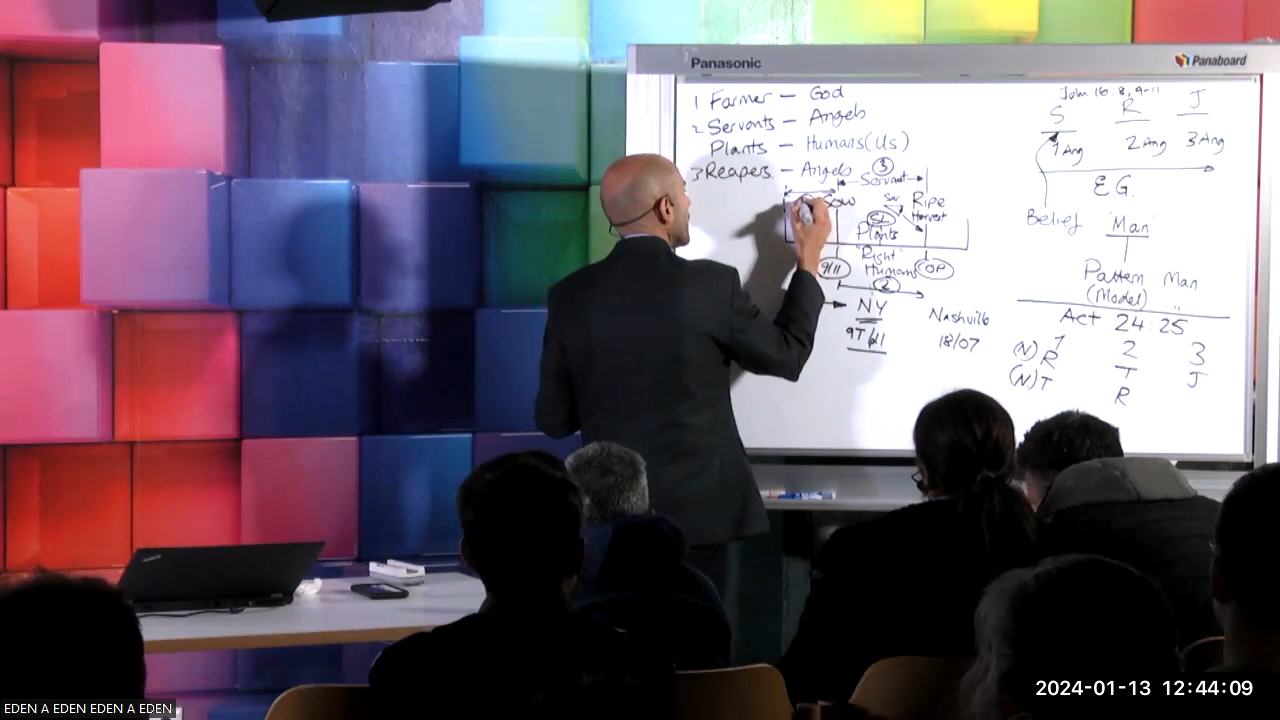 Panasonic
Panaboard
1 Farmer – God
2 Servants – Angels
Plants – Humans (Us)
3 Reapers – Angels
3
Servant
Sow
Ripe
Harvest
Plants
"Right"
Humans
9/11
2
NY
Nashville
18/07
John 16:8, 9-11
S R J
1 Ang 2 Ang 3 Ang
E.G.
Belief
'Man'
Pattern Man
(Model) "
Act 24:25
1 2 3
(N) R T J
(N) T R
EDEN A EDEN EDEN A EDEN
2024-01-13 12:44:09